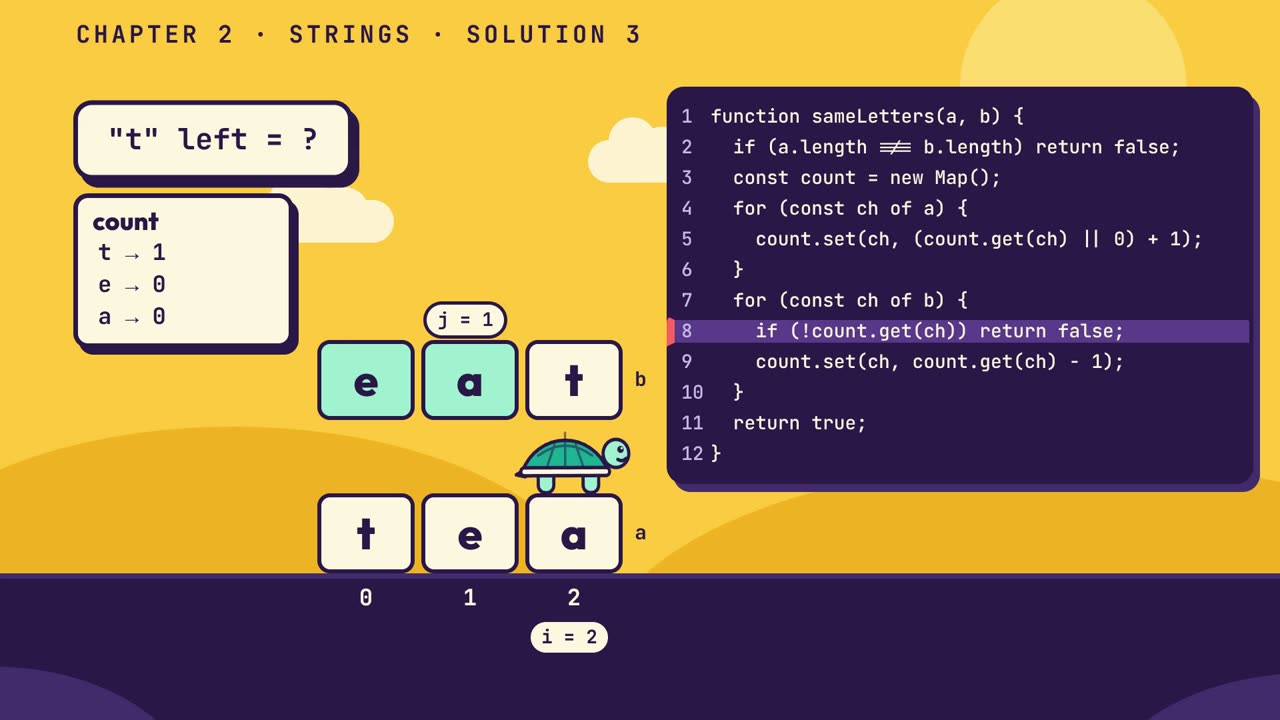 CHAPTER 2 · STRINGS · SOLUTION 3
"t" left = ?
count
t → 1
e → 0
a → 0
j = 1
e a t b
t e a a
0 1 2
i = 2
1 function sameLetters(a, b) {
2 if (a.length !== b.length) return false;
3 const count = new Map();
4 for (const ch of a) {
5 count.set(ch, (count.get(ch) || 0) + 1);
6 }
7 for (const ch of b) {
8 if (!count.get(ch)) return false;
9 count.set(ch, count.get(ch) - 1);
10 }
11 return true;
12 }